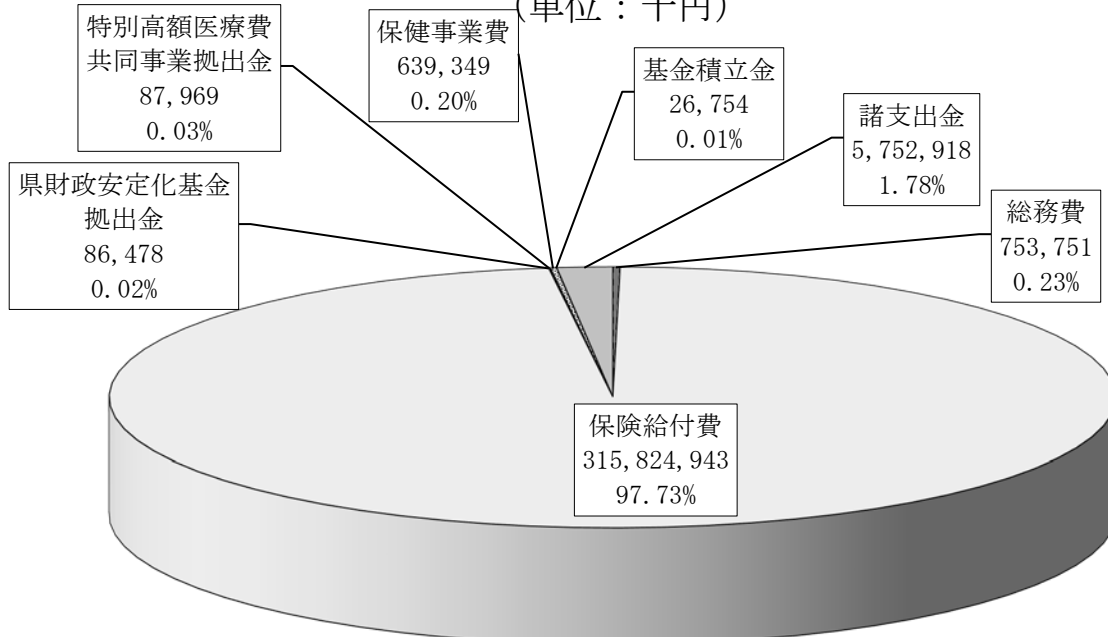 （単位：千円）
特別高額医療費
共同事業拠出金
87,969
0.03%
保健事業費
639,349
0.20%
基金積立金
26,754
0.01%
諸支出金
5,752,918
1.78%
県財政安定化基金
拠出金
86,478
0.02%
総務費
753,751
0.23%
保険給付費
315,824,943
97.73%